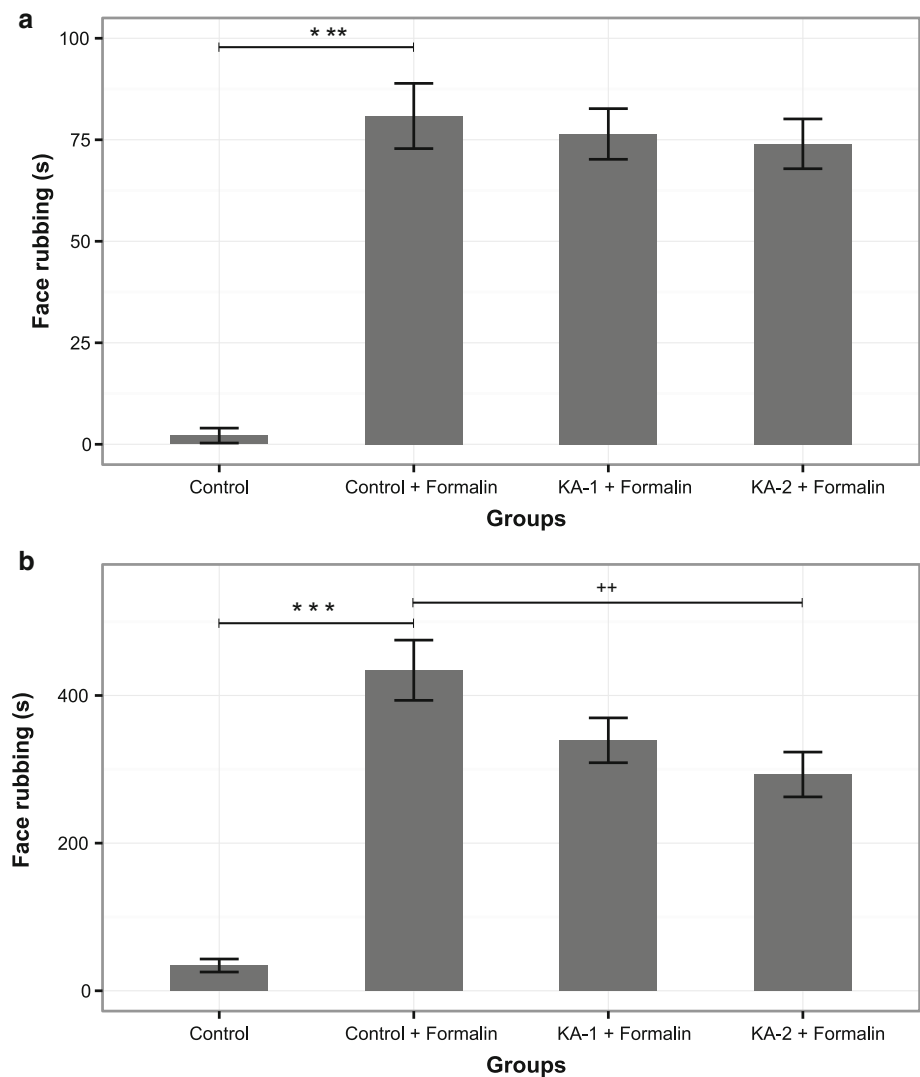 a
* **
100
75
50
25
0
Face rubbing (s)
Control
Control + Formalin
KA-1 + Formalin
KA-2 + Formalin
Groups
b
++
* * *
400
200
0
Face rubbing (s)
Control
Control + Formalin
KA-1 + Formalin
KA-2 + Formalin
Groups